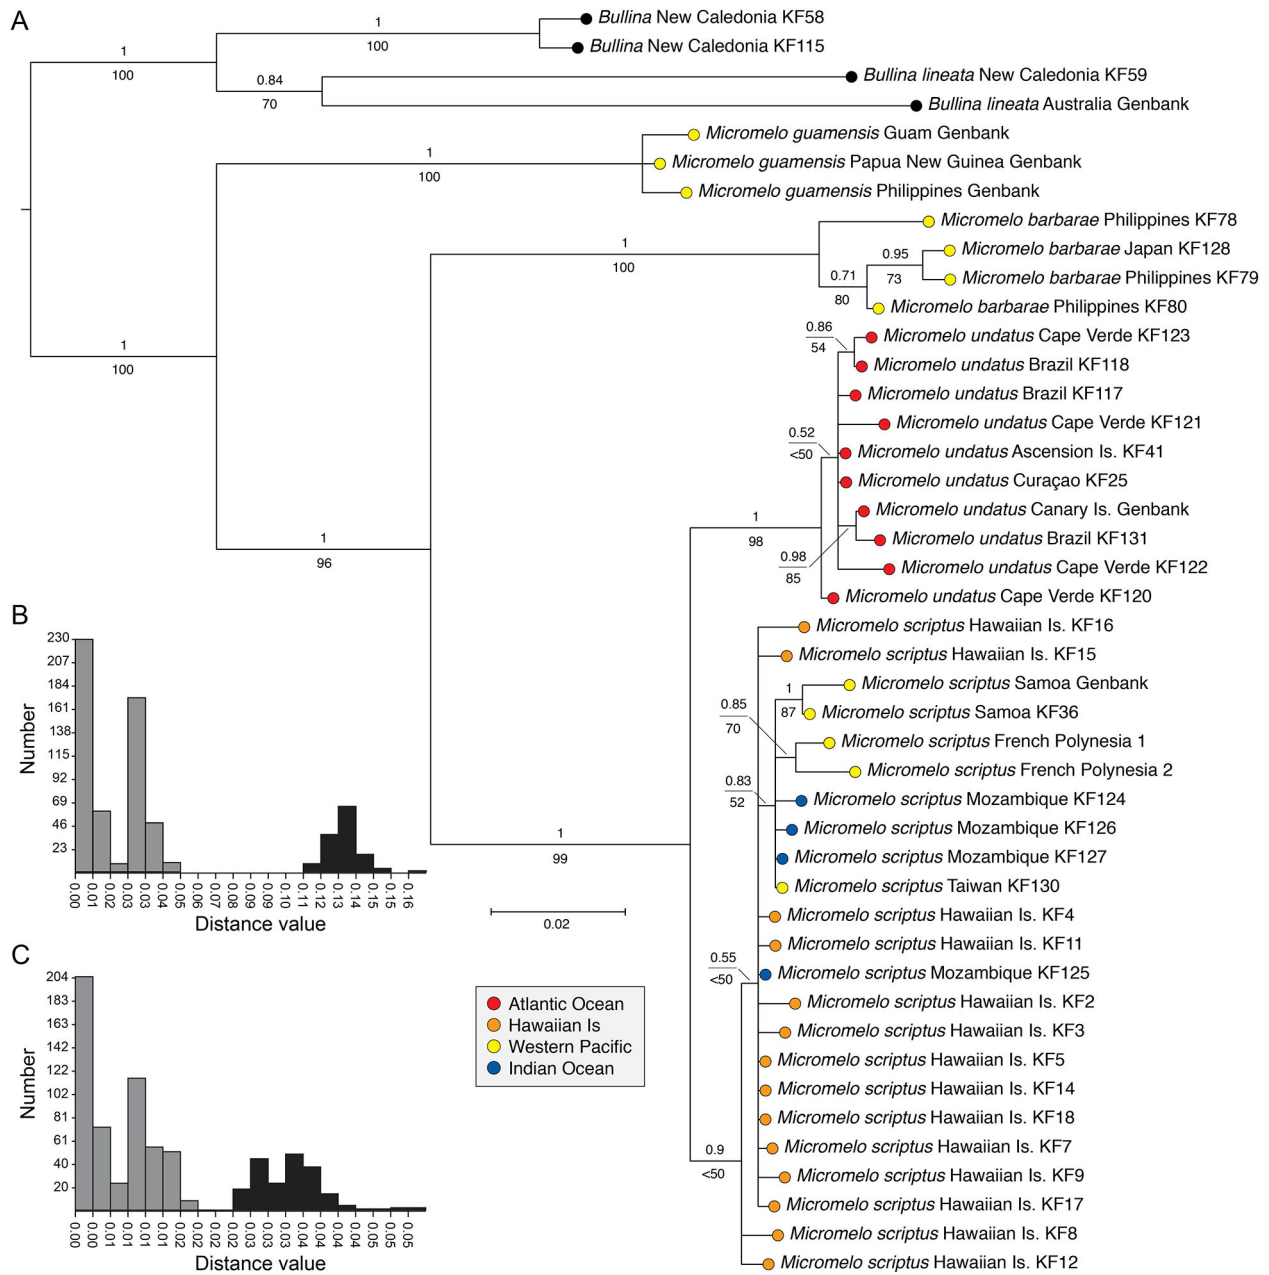 A
Bullina New Caledonia KF58
1
100
Bullina New Caledonia KF115
1
100
Bullina lineata New Caledonia KF59
0.84
70
Bullina lineata Australia Genbank
Micromelo guamensis Guam Genbank
1
100
Micromelo guamensis Papua New Guinea Genbank
Micromelo guamensis Philippines Genbank
Micromelo barbarae Philippines KF78
1
100
Micromelo barbarae Japan KF128
0.95
73
Micromelo barbarae Philippines KF79
0.71
80
Micromelo barbarae Philippines KF80
0.86
54
Micromelo undatus Cape Verde KF123
1
100
Micromelo undatus Brazil KF118
Micromelo undatus Brazil KF117
Micromelo undatus Cape Verde KF121
0.52
<50
Micromelo undatus Ascension Is. KF41
Micromelo undatus Curaçao KF25
Micromelo undatus Canary Is. Genbank
1
98
Micromelo undatus Brazil KF131
1
96
0.98
85
Micromelo undatus Cape Verde KF122
Micromelo undatus Cape Verde KF120
Micromelo scriptus Hawaiian Is. KF16
Micromelo scriptus Hawaiian Is. KF15
Micromelo scriptus Samoa Genbank
1
87
Micromelo scriptus Samoa KF36
0.85
70
Micromelo scriptus French Polynesia 1
Micromelo scriptus French Polynesia 2
0.83
52
Micromelo scriptus Mozambique KF124
Micromelo scriptus Mozambique KF126
1
99
Micromelo scriptus Mozambique KF127
Micromelo scriptus Taiwan KF130
Micromelo scriptus Hawaiian Is. KF4
Micromelo scriptus Hawaiian Is. KF11
0.55
<50
Micromelo scriptus Mozambique KF125
Micromelo scriptus Hawaiian Is. KF2
Micromelo scriptus Hawaiian Is. KF3
Micromelo scriptus Hawaiian Is. KF5
Micromelo scriptus Hawaiian Is. KF14
Micromelo scriptus Hawaiian Is. KF18
Micromelo scriptus Hawaiian Is. KF7
0.9
<50
Micromelo scriptus Hawaiian Is. KF9
Micromelo scriptus Hawaiian Is. KF17
Micromelo scriptus Hawaiian Is. KF8
Micromelo scriptus Hawaiian Is. KF12
0.02
Atlantic Ocean
Hawaiian Is
Western Pacific
Indian Ocean
B
Number
230
207
184
161
138
115
92
69
46
23
0.00 0.01 0.02 0.03 0.03 0.04 0.05 0.06 0.07 0.08 0.09 0.09 0.10 0.11 0.12 0.13 0.14 0.15 0.15 0.16
Distance value
C
Number
204
183
163
142
122
102
81
61
40
20
0.00 0.00 0.01 0.01 0.01 0.01 0.02 0.02 0.02 0.02 0.03 0.03 0.03 0.04 0.04 0.04 0.04 0.05 0.05 0.05
Distance value